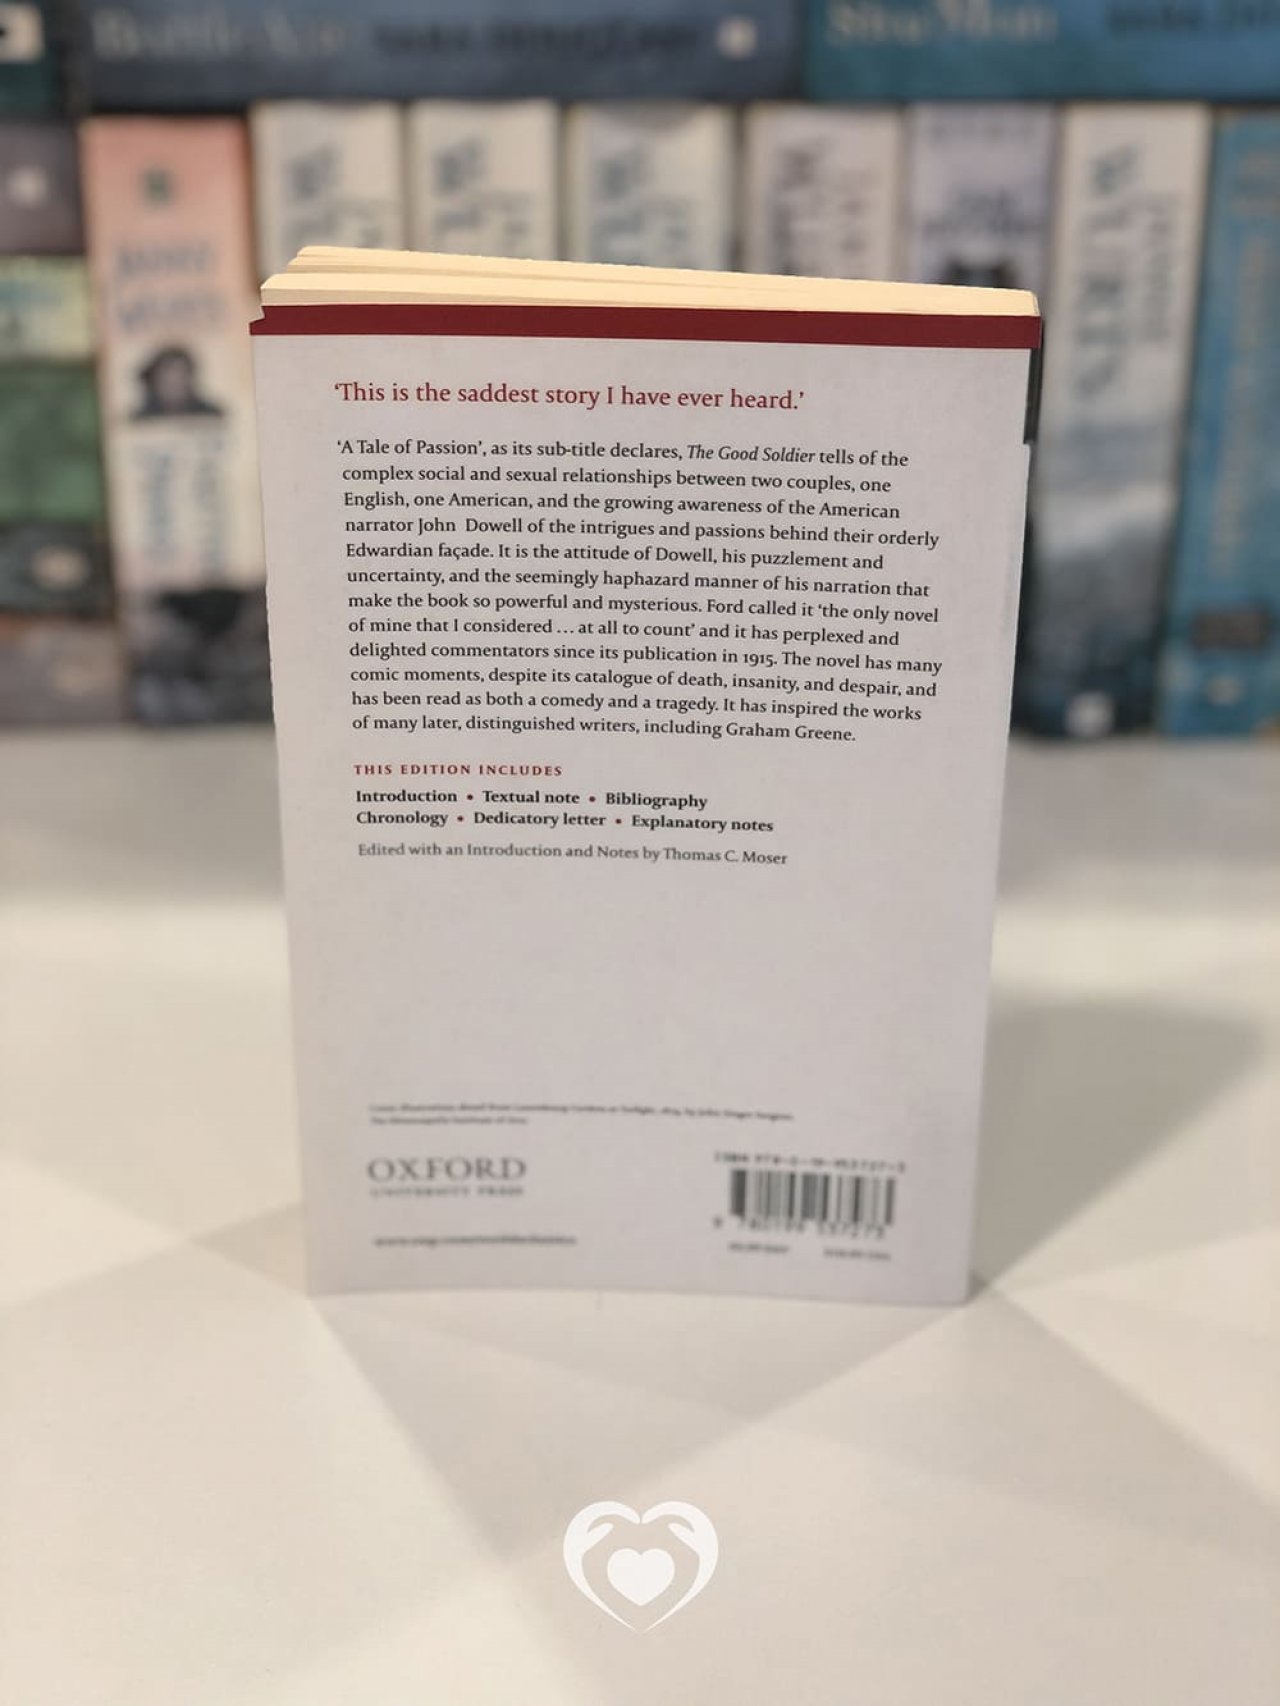 ‘This is the saddest story I have ever heard.’
‘A Tale of Passion’, as its sub-title declares, The Good Soldier tells of the
complex social and sexual relationships between two couples, one
English, one American, and the growing awareness of the American
narrator John Dowell of the intrigues and passions behind their orderly
Edwardian façade. It is the attitude of Dowell, his puzzlement and
uncertainty, and the seemingly haphazard manner of his narration that
make the book so powerful and mysterious. Ford called it ‘the only novel
of mine that I considered ... at all to count’ and it has perplexed and
delighted commentators since its publication in 1915. The novel has many
comic moments, despite its catalogue of death, insanity, and despair, and
has been read as both a comedy and a tragedy. It has inspired the works
of many later, distinguished writers, including Graham Greene.
THIS EDITION INCLUDES
Introduction • Textual note • Bibliography
Chronology • Dedicatory letter • Explanatory notes
Edited with an Introduction and Notes by Thomas C. Moser
OXFORD
UNIVERSITY PRESS